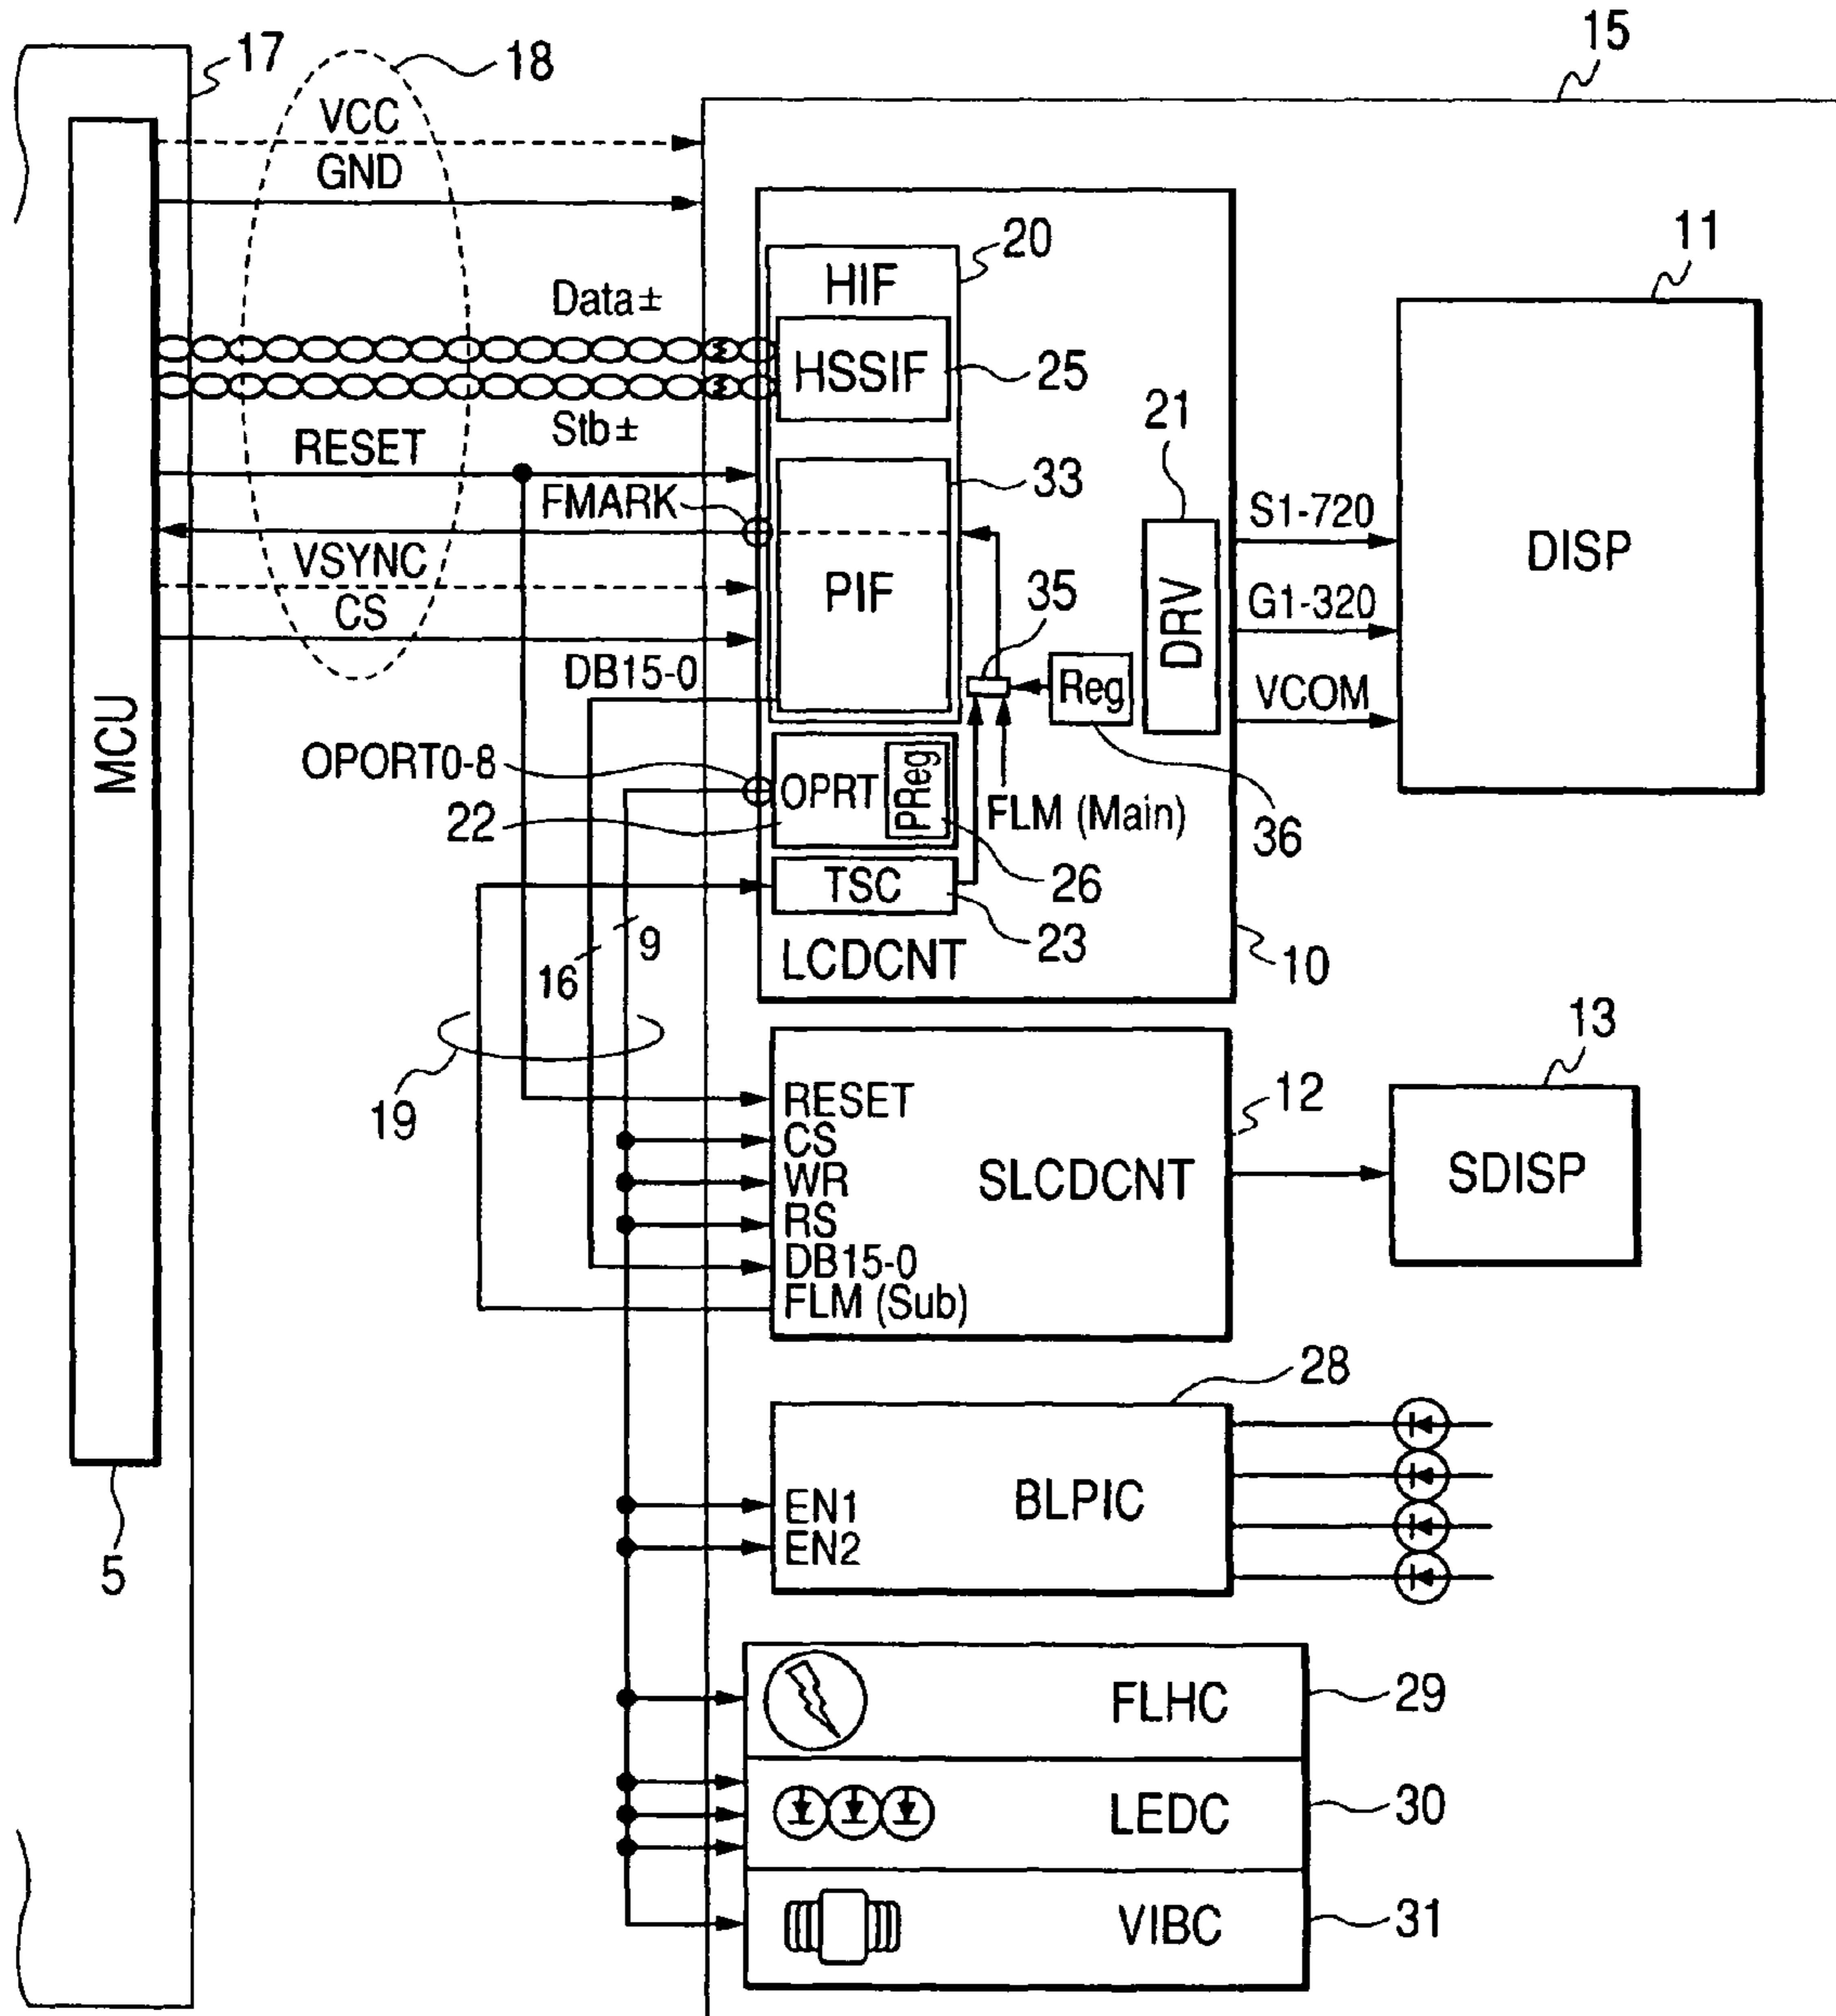 15
17
18
VCC
GND
20
11
HIF
Data±
HSSIF
25
21
Stb±
RESET
33
S1-720
FMARK
DISP
VSYNC
PIF
35
G1-320
CS
DRV
DB15-0
Reg
VCOM
MCU
OPORT0-8
OPRT
PReg
22
FLM (Main)
36
TSC
26
9
23
16
LCDCNT
10
13
19
RESET
12
CS
WR
SLCDCNT
SDISP
RS
DB15-0
FLM (Sub)
28
EN1
BLPIC
EN2
5
FLHC
29
LEDC
30
VIBC
31